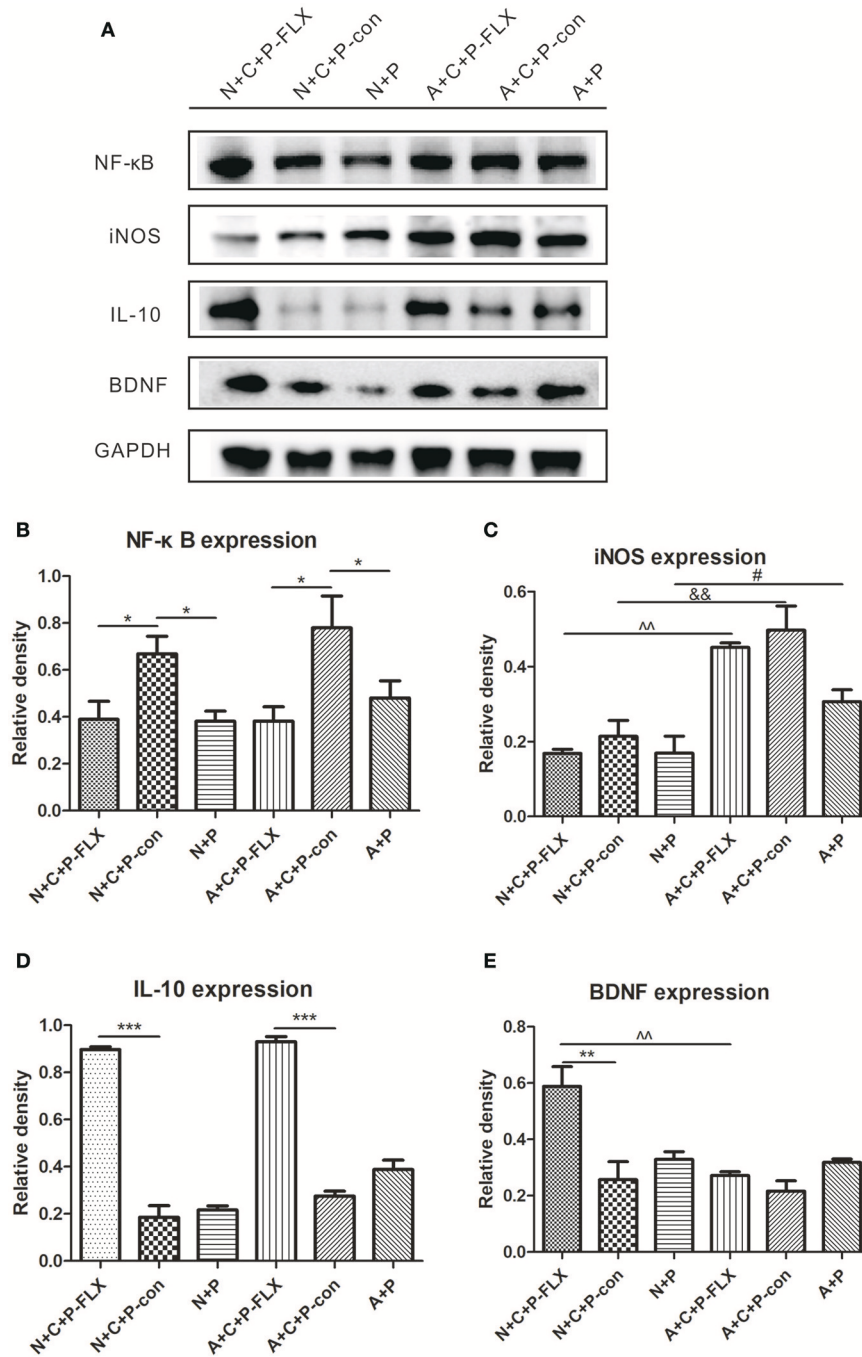 A
N+C+P-FLX N+C+P-con N+P A+C+P-FLX A+C+P-con A+P
NF-κB
iNOS
IL-10
BDNF
GAPDH
B
NF-κ B expression
Relative density
1.0
0.8
0.6
0.4
0.2
0.0
* * * *
N+C+P-FLX N+C+P-con N+P A+C+P-FLX A+C+P-con A+P
C
iNOS expression
Relative density
0.6
0.4
0.2
0.0
#
&&
^^
N+C+P-FLX N+C+P-con N+P A+C+P-FLX A+C+P-con A+P
D
IL-10 expression
Relative density
1.0
0.8
0.6
0.4
0.2
0.0
*** ***
N+C+P-FLX N+C+P-con N+P A+C+P-FLX A+C+P-con A+P
E
BDNF expression
Relative density
0.8
0.6
0.4
0.2
0.0
^^
**
N+C+P-FLX N+C+P-con N+P A+C+P-FLX A+C+P-con A+P